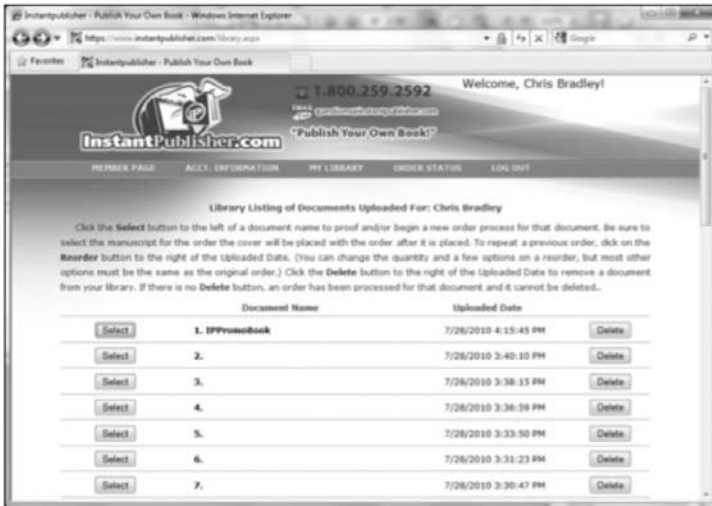 Instantpublisher - Publish Your Own Book - Windows Internet Explorer
https://www.instantpublisher.com/library.aspx
Google
Favorites Instantpublisher - Publish Your Own Book
1.800.259.2592
Welcome, Chris Bradley!
EMAIL questions@instantpublisher.com
IP
InstantPublisher.com
"Publish Your Own Book!"
MEMBER PAGE ACCT. INFORMATION MY LIBRARY ORDER STATUS LOG OUT
Library Listing of Documents Uploaded For: Chris Bradley
Click the Select button to the left of a document name to proof and/or begin a new order process for that document. Be sure to
select the manuscript for the order the cover will be placed with the order after it is placed. To repeat a previous order, click on the
Reorder button to the right of the Uploaded Date. (You can change the quantity and a few options on a reorder, but most other
options must be the same as the original order.) Click the Delete button to the right of the Uploaded Date to remove a document
from your library. If there is no Delete button, an order has been processed for that document and it cannot be deleted..
Document Name Uploaded Date
Select 1. IPPromoBook 7/28/2010 4:15:45 PM Delete
Select 2. 7/28/2010 3:40:10 PM Delete
Select 3. 7/28/2010 3:38:15 PM Delete
Select 4. 7/28/2010 3:36:59 PM Delete
Select 5. 7/28/2010 3:33:50 PM Delete
Select 6. 7/28/2010 3:31:23 PM Delete
Select 7. 7/28/2010 3:30:47 PM Delete